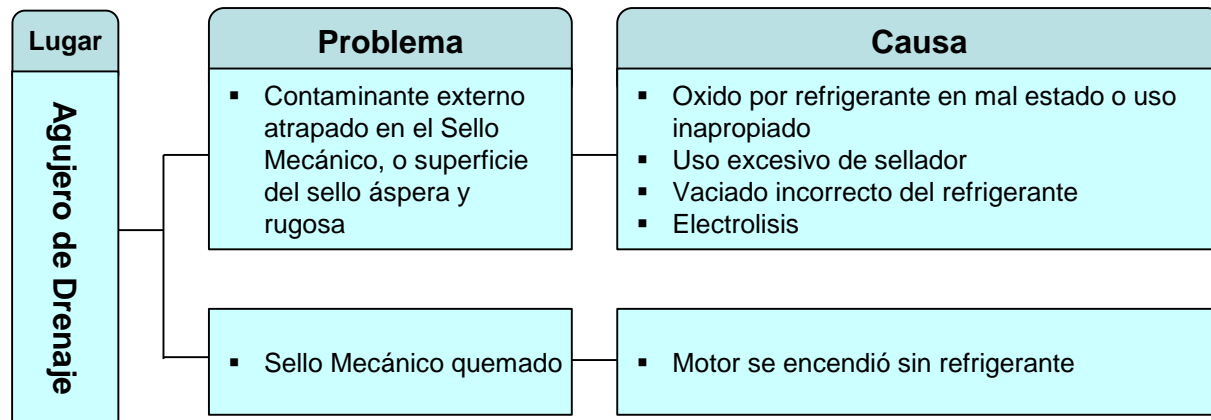 Lugar
Problema
Causa
Agujero de Drenaje
▪ Contaminante externo
atrapado en el Sello
Mecánico, o superficie
del sello áspera y
rugosa
▪ Oxido por refrigerante en mal estado o uso
inapropiado
▪ Uso excesivo de sellador
▪ Vaciado incorrecto del refrigerante
▪ Electrolisis
▪ Sello Mecánico quemado
▪ Motor se encendió sin refrigerante